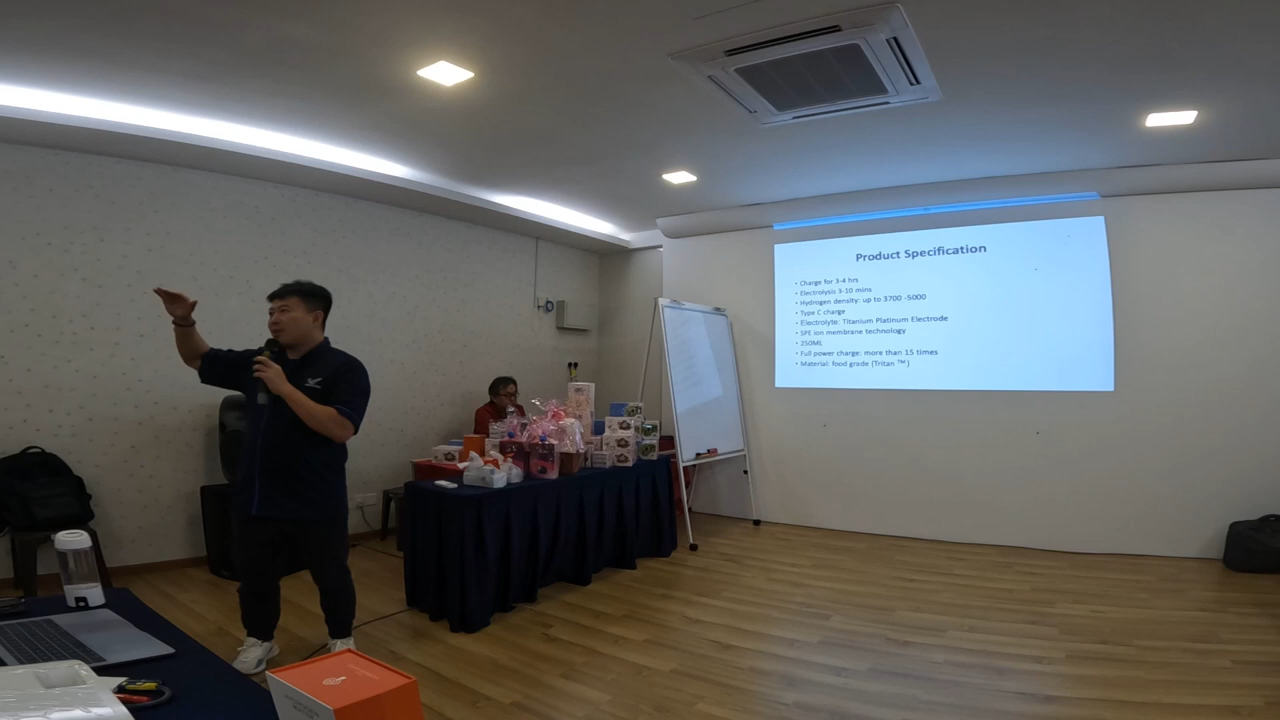 Product Specification
• Charge for 3-4 hrs
• Electrolysis 3-10 mins
• Hydrogen density: up to 3700 -5000
• Type C charge
• Electrolyte: Titanium Platinum Electrode
• SPE ion membrane technology
• 250ML
• Full power charge: more than 15 times
• Material: food grade (Tritan ™)